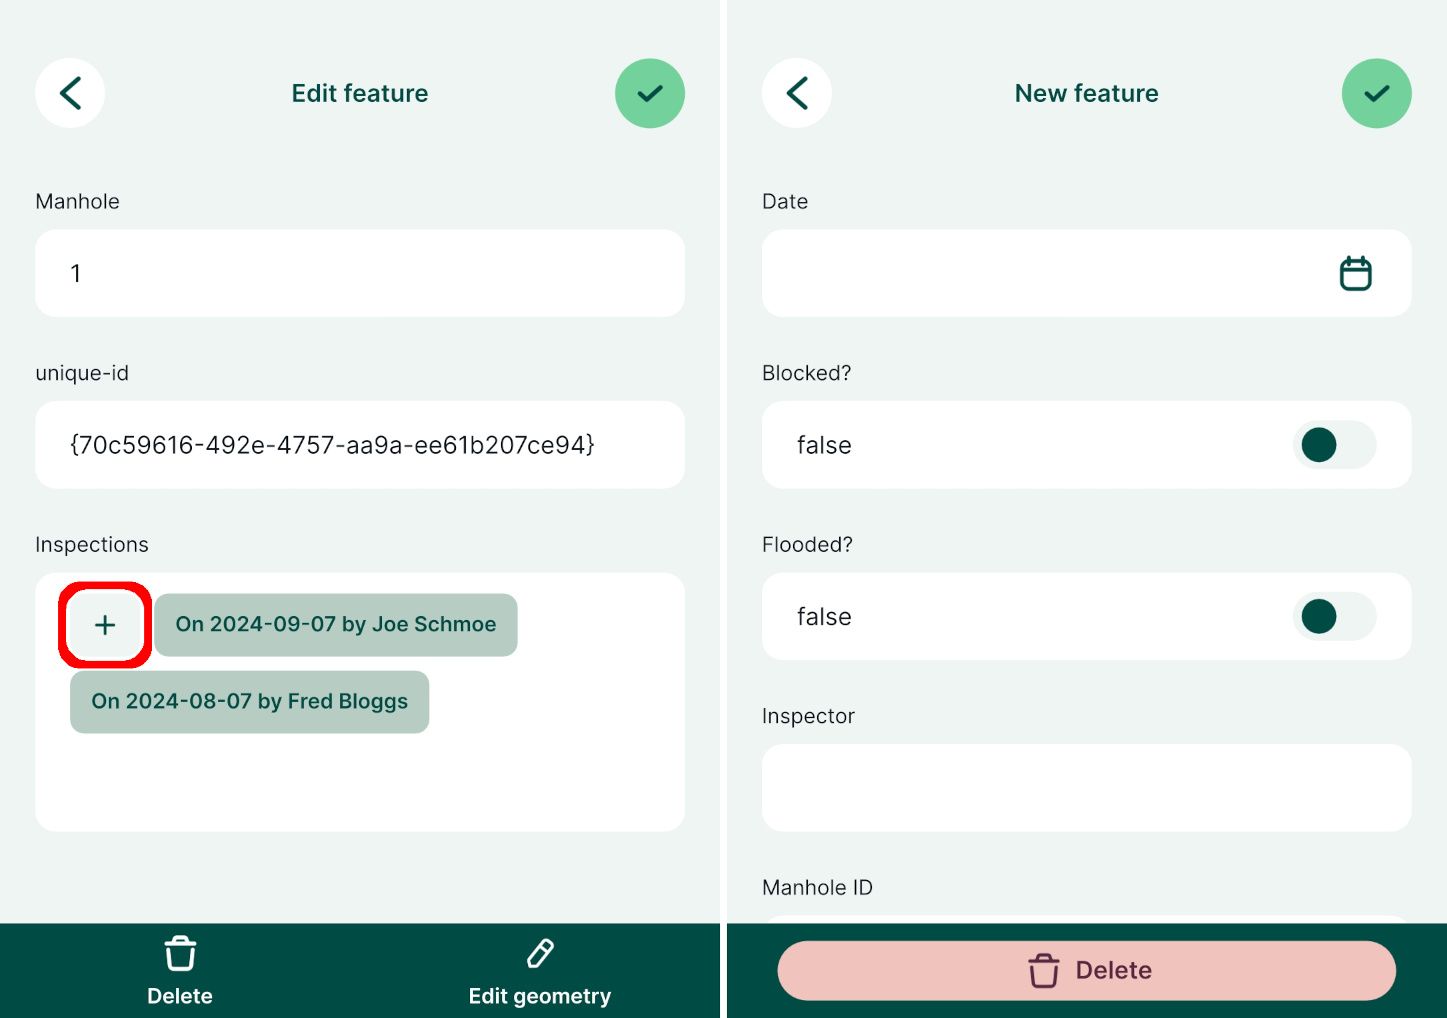 Edit feature
Manhole
1
unique-id
{70c59616-492e-4757-aa9a-ee61b207ce94}
Inspections
+ On 2024-09-07 by Joe Schmoe
On 2024-08-07 by Fred Bloggs
Delete
Edit geometry
New feature
Date
Blocked?
false
Flooded?
false
Inspector
Manhole ID
Delete